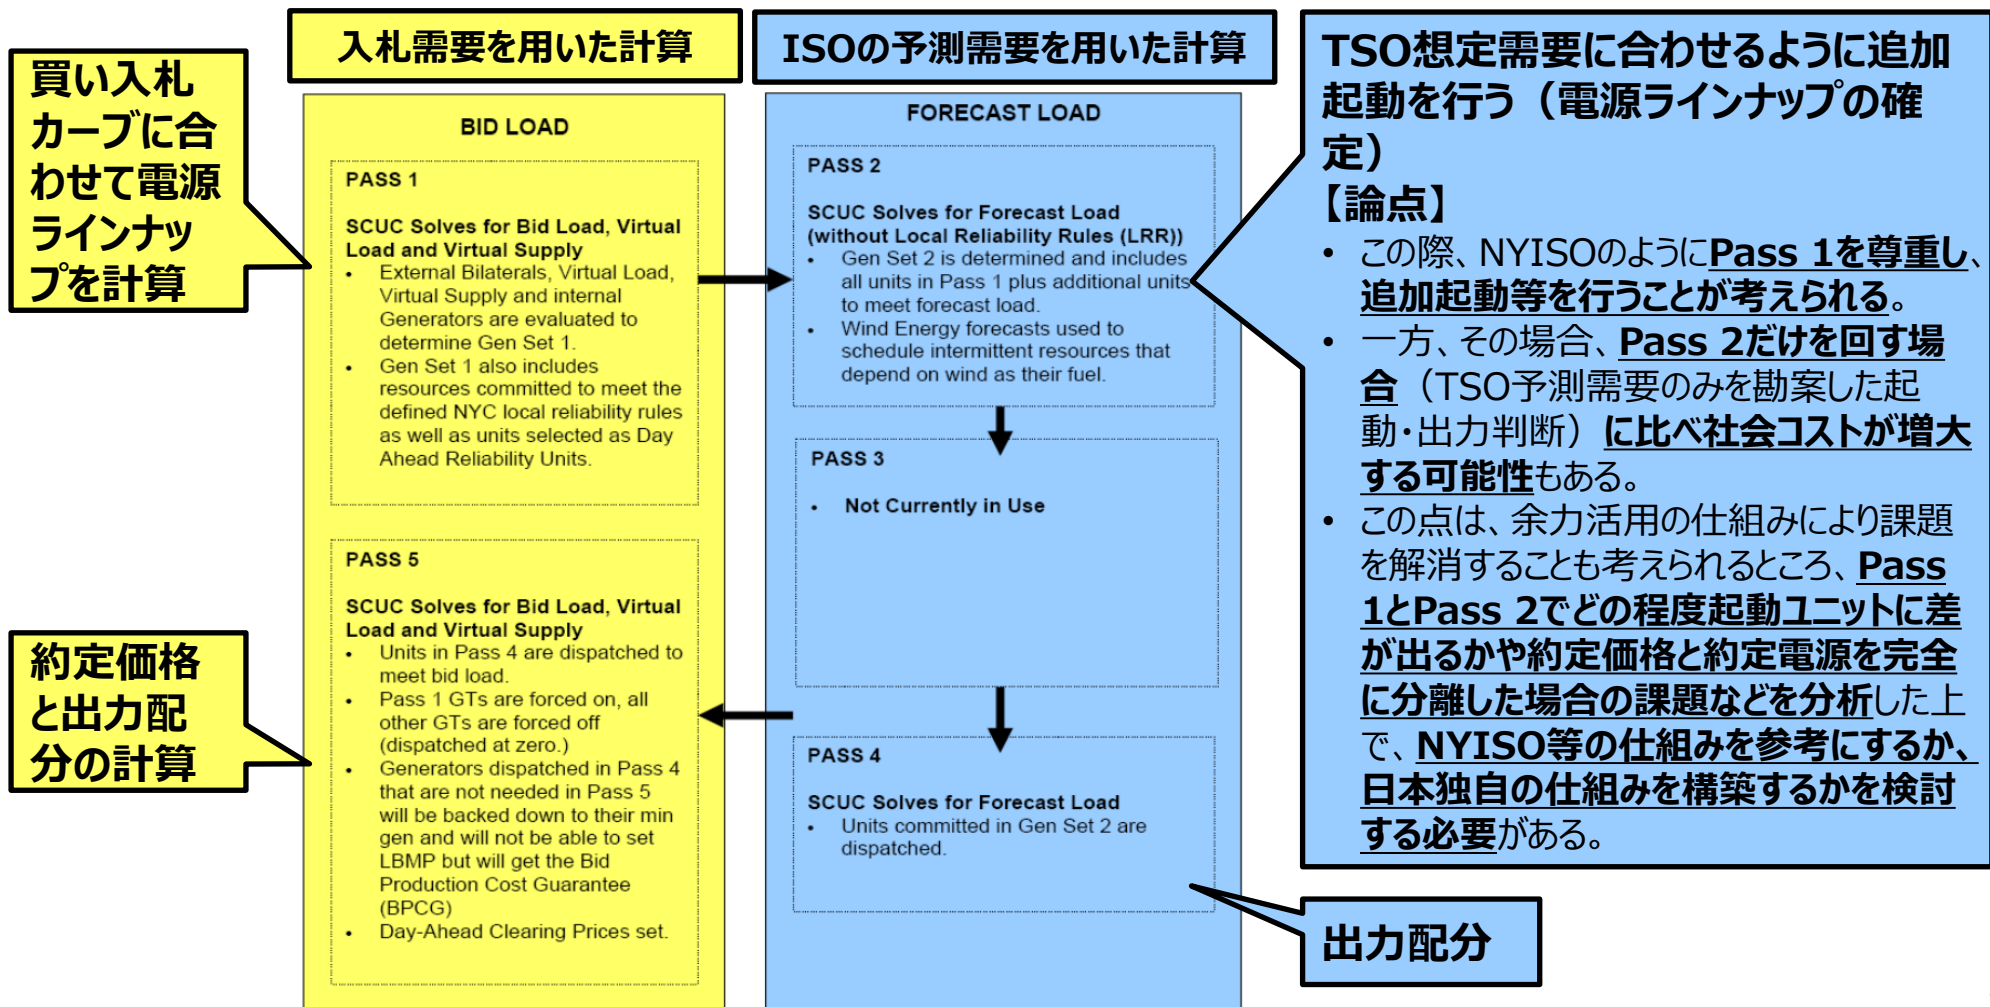 入札需要を用いた計算
ISOの予測需要を用いた計算
買い入札
カーブに合
わせて電源
ラインナッ
プを計算
BID LOAD
PASS 1
SCUC Solves for Bid Load, Virtual
Load and Virtual Supply
• External Bilaterals, Virtual Load,
Virtual Supply and internal
Generators are evaluated to
determine Gen Set 1.
• Gen Set 1 also includes
resources committed to meet the
defined NYC local reliability rules
as well as units selected as Day
Ahead Reliability Units.
FORECAST LOAD
PASS 2
SCUC Solves for Forecast Load
(without Local Reliability Rules (LRR))
• Gen Set 2 is determined and includes
all units in Pass 1 plus additional units
to meet forecast load.
• Wind Energy forecasts used to
schedule intermittent resources that
depend on wind as their fuel.
PASS 3
• Not Currently in Use
PASS 4
SCUC Solves for Forecast Load
• Units committed in Gen Set 2 are
dispatched.
約定価格
と出力配
分の計算
PASS 5
SCUC Solves for Bid Load, Virtual
Load and Virtual Supply
• Units in Pass 4 are dispatched to
meet bid load.
• Pass 1 GTs are forced on, all
other GTs are forced off
(dispatched at zero.)
• Generators dispatched in Pass 4
that are not needed in Pass 5
will be backed down to their min
gen and will not be able to set
LBMP but will get the Bid
Production Cost Guarantee
(BPCG)
• Day-Ahead Clearing Prices set.
TSO想定需要に合わせるように追加
起動を行う（電源ラインナップの確
定）
【論点】
• この際、NYISOのようにPass 1を尊重し、
追加起動等を行うことが考えられる。
• 一方、その場合、Pass 2だけを回す場
合（TSO予測需要のみを勘案した起
動・出力判断）に比べ社会コストが増大
する可能性もある。
• この点は、余力活用の仕組みにより課題
を解消することも考えられるところ、Pass
1とPass 2でどの程度起動ユニットに差
が出るかや約定価格と約定電源を完全
に分離した場合の課題などを分析した上
で、NYISO等の仕組みを参考にするか、
日本独自の仕組みを構築するかを検討
する必要がある。
出力配分